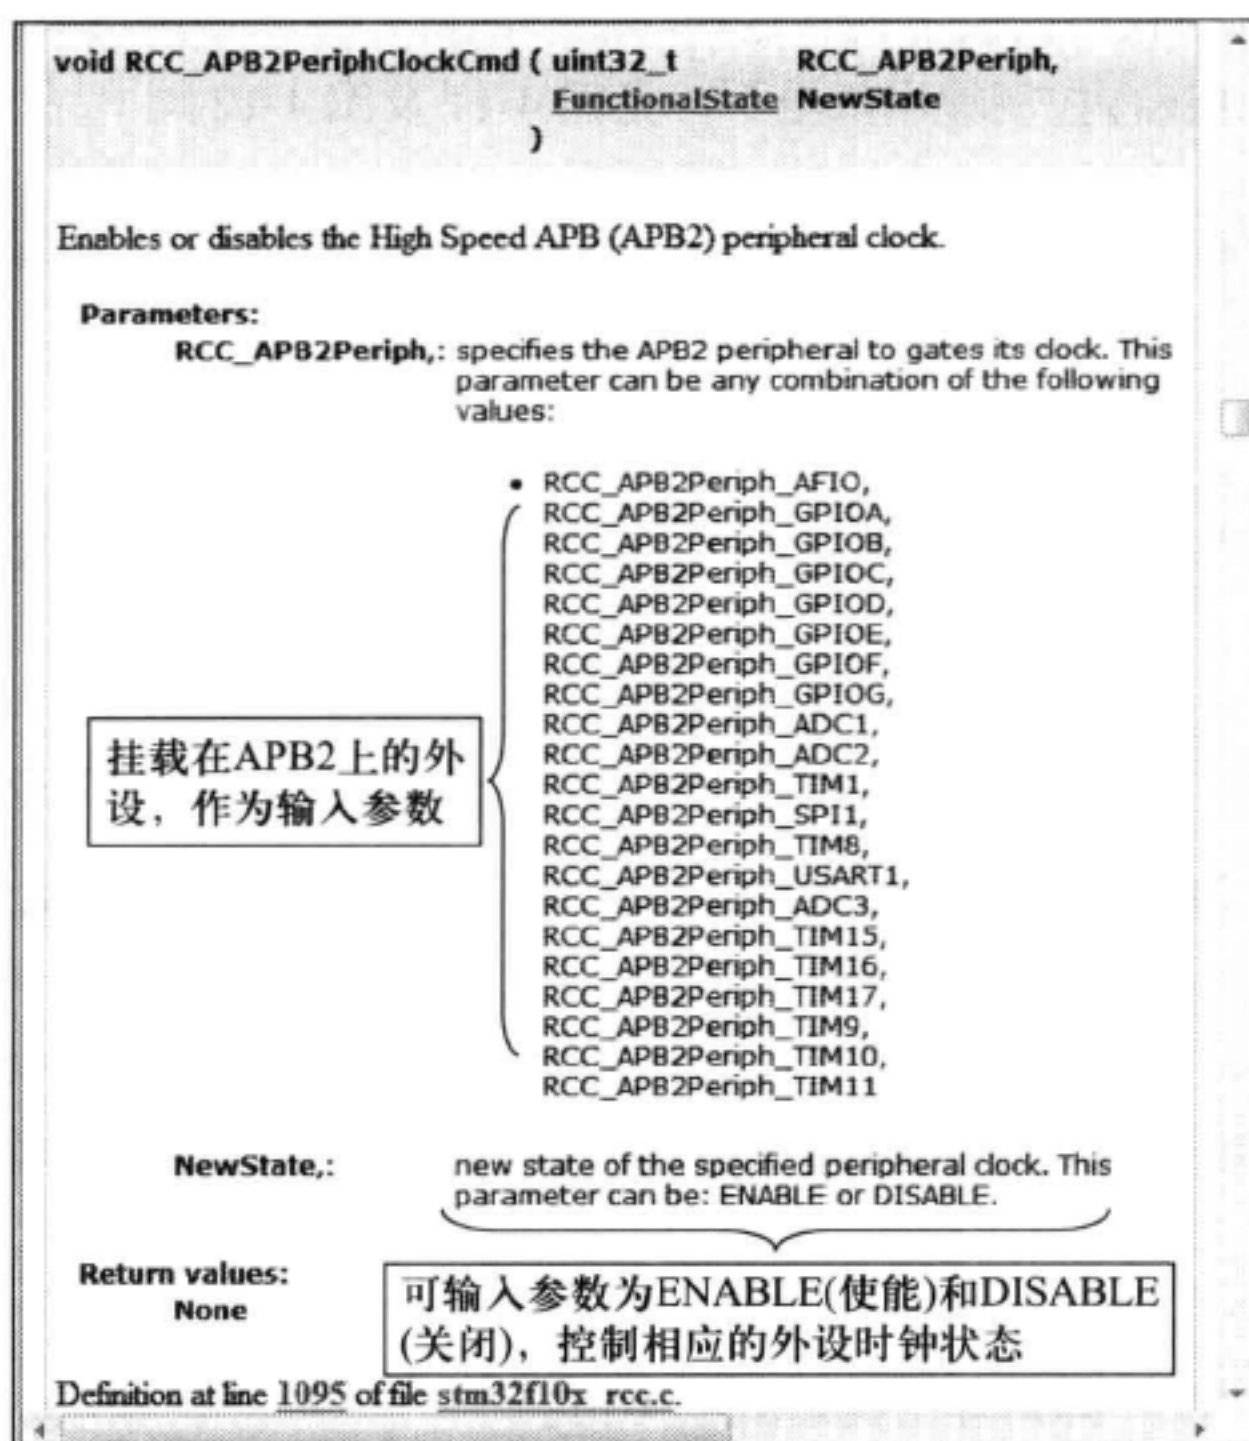 void RCC_APB2PeriphClockCmd ( uint32_t RCC_APB2Periph,
FunctionalState NewState
)
Enables or disables the High Speed APB (APB2) peripheral clock.
Parameters:
RCC_APB2Periph,: specifies the APB2 peripheral to gates its clock. This
parameter can be any combination of the following
values:
• RCC_APB2Periph_AFIO,
RCC_APB2Periph_GPIOA,
RCC_APB2Periph_GPIOB,
RCC_APB2Periph_GPIOC,
RCC_APB2Periph_GPIOD,
RCC_APB2Periph_GPIOE,
RCC_APB2Periph_GPIOF,
RCC_APB2Periph_GPIOG,
RCC_APB2Periph_ADC1,
RCC_APB2Periph_ADC2,
RCC_APB2Periph_TIM1,
RCC_APB2Periph_SPI1,
RCC_APB2Periph_TIM8,
RCC_APB2Periph_USART1,
RCC_APB2Periph_ADC3,
RCC_APB2Periph_TIM15,
RCC_APB2Periph_TIM16,
RCC_APB2Periph_TIM17,
RCC_APB2Periph_TIM9,
RCC_APB2Periph_TIM10,
RCC_APB2Periph_TIM11
挂载在APB2上的外
设，作为输入参数
NewState,: new state of the specified peripheral clock. This
parameter can be: ENABLE or DISABLE.
Return values:
None
可输入参数为ENABLE(使能)和DISABLE
(关闭)，控制相应的外设时钟状态
Definition at line 1095 of file stm32f10x_rcc.c.